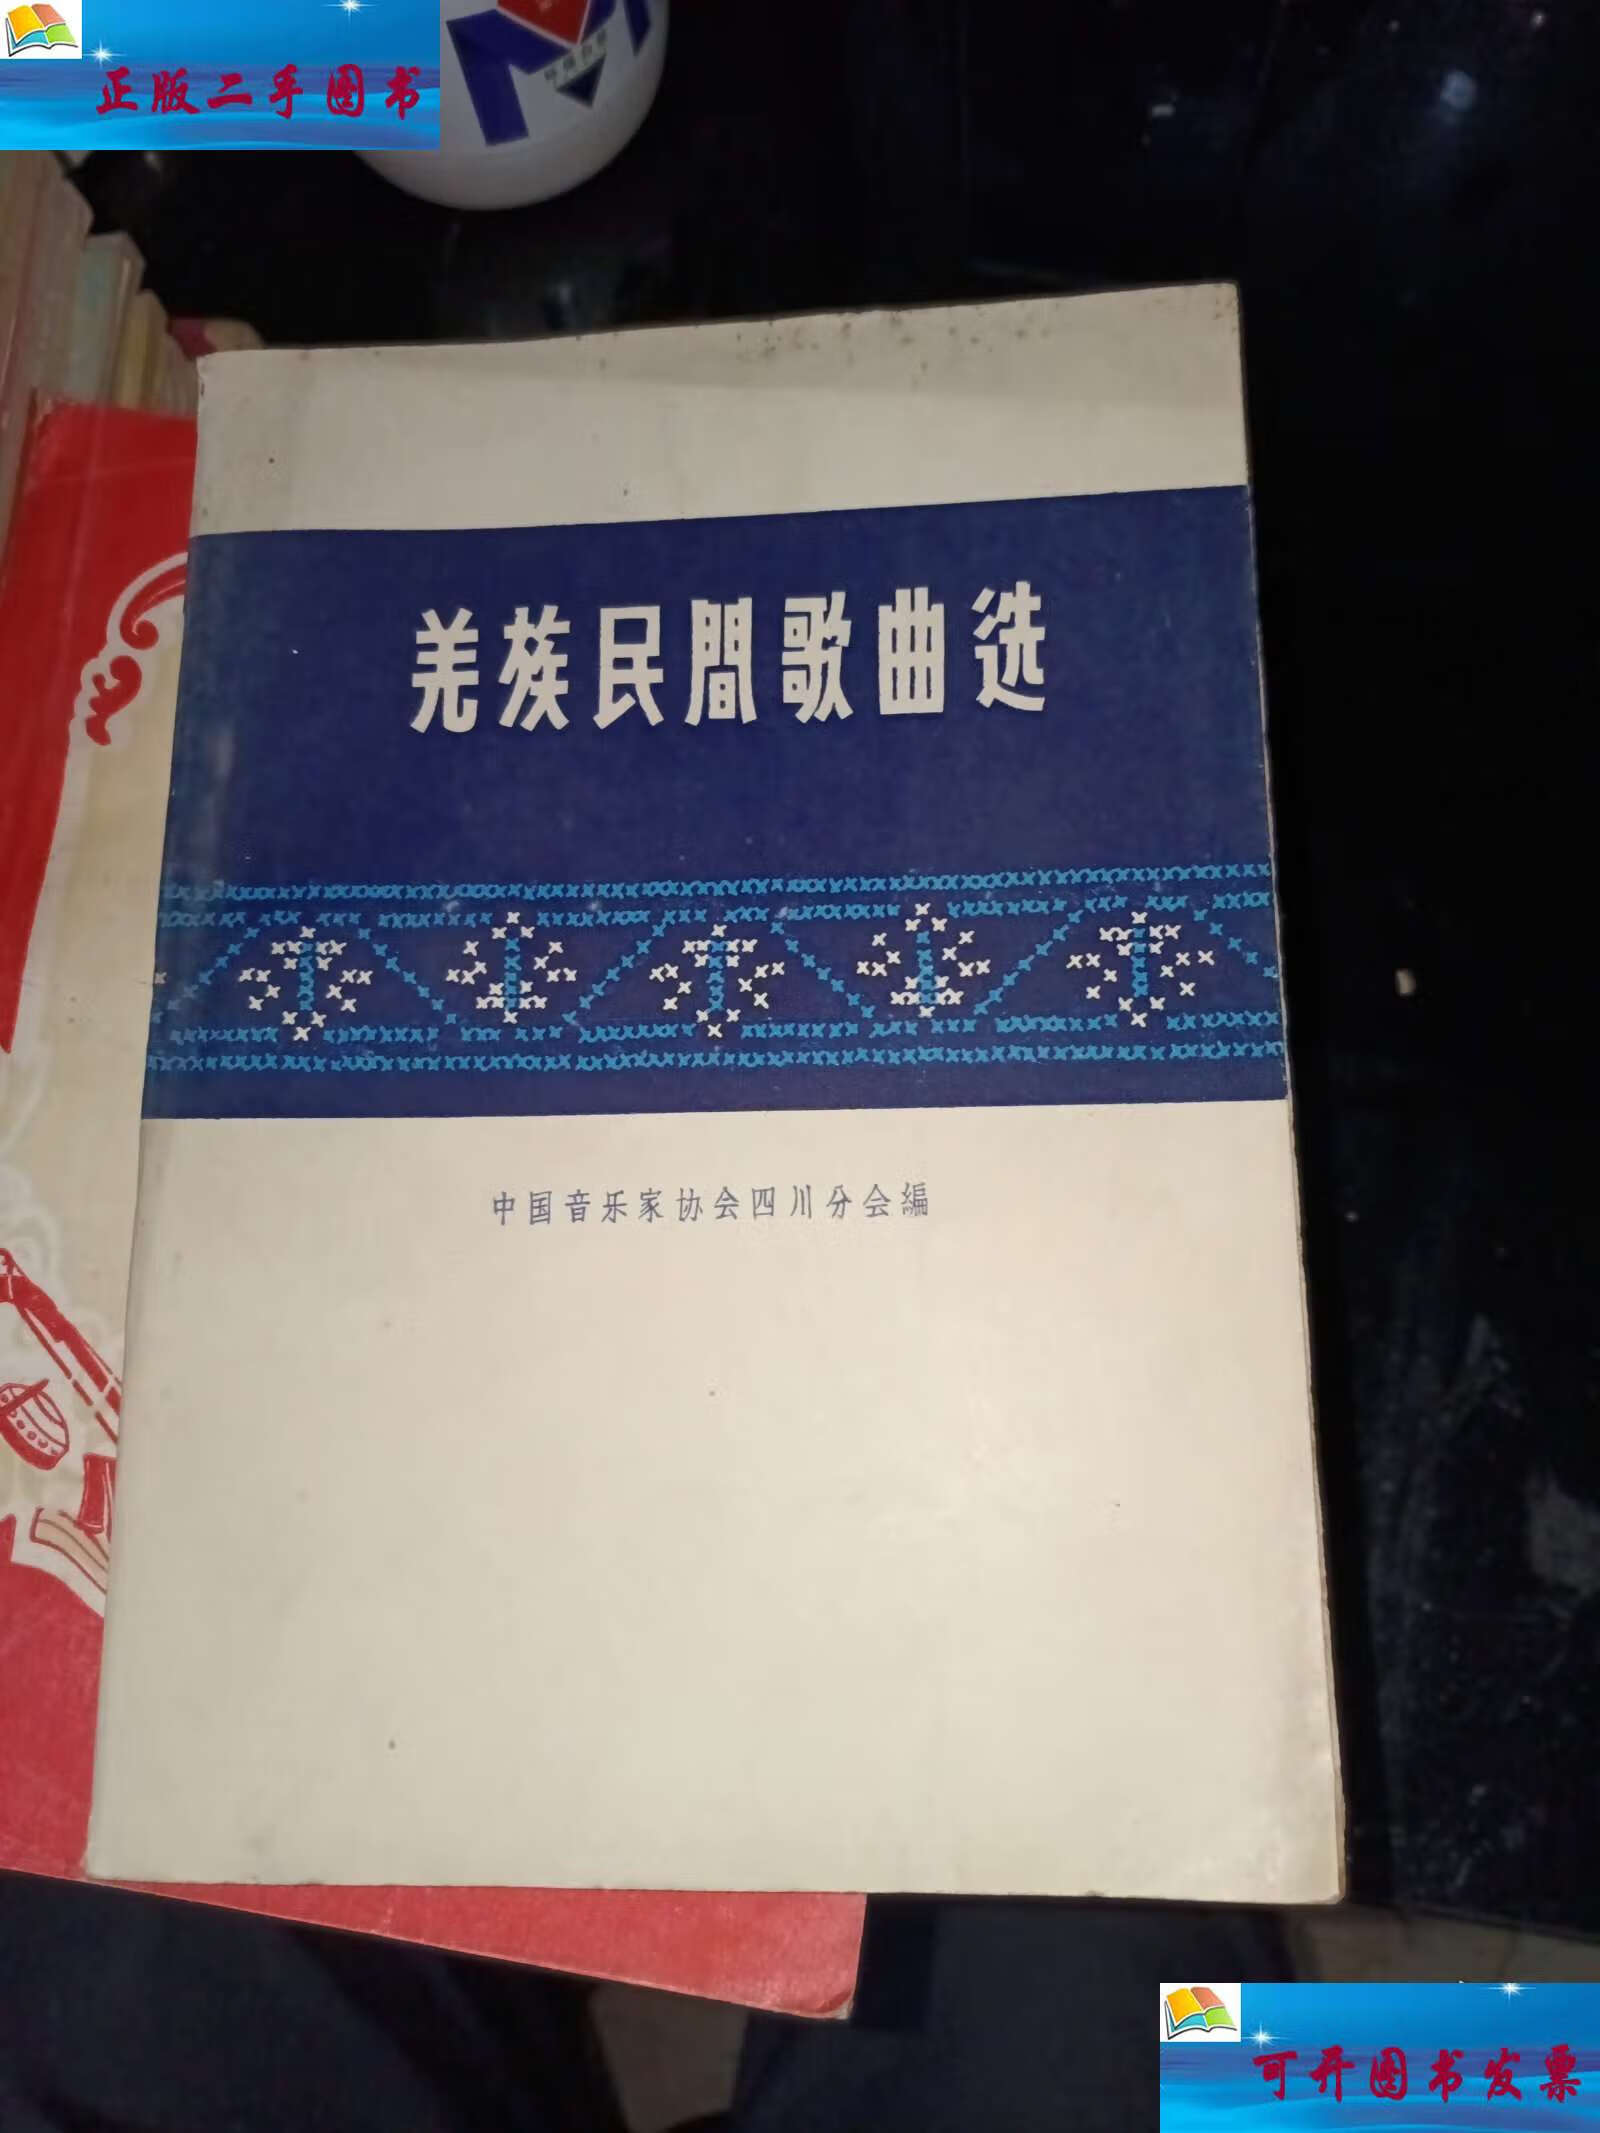 正版二手图书
羌族民間歌曲选
中国音乐家协会四川分会編
可开图书发票